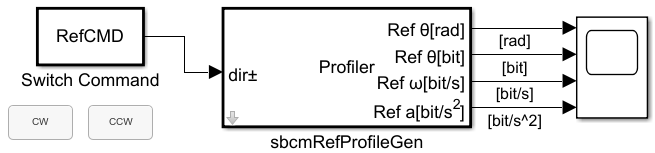 RefCMD
Switch Command
CW
CCW
dir±
Profiler
Ref θ[rad]
Ref θ[bit]
Ref ω[bit/s]
Ref a[bit/s²]
sbcmRefProfileGen
[rad]
[bit]
[bit/s]
[bit/s^2]